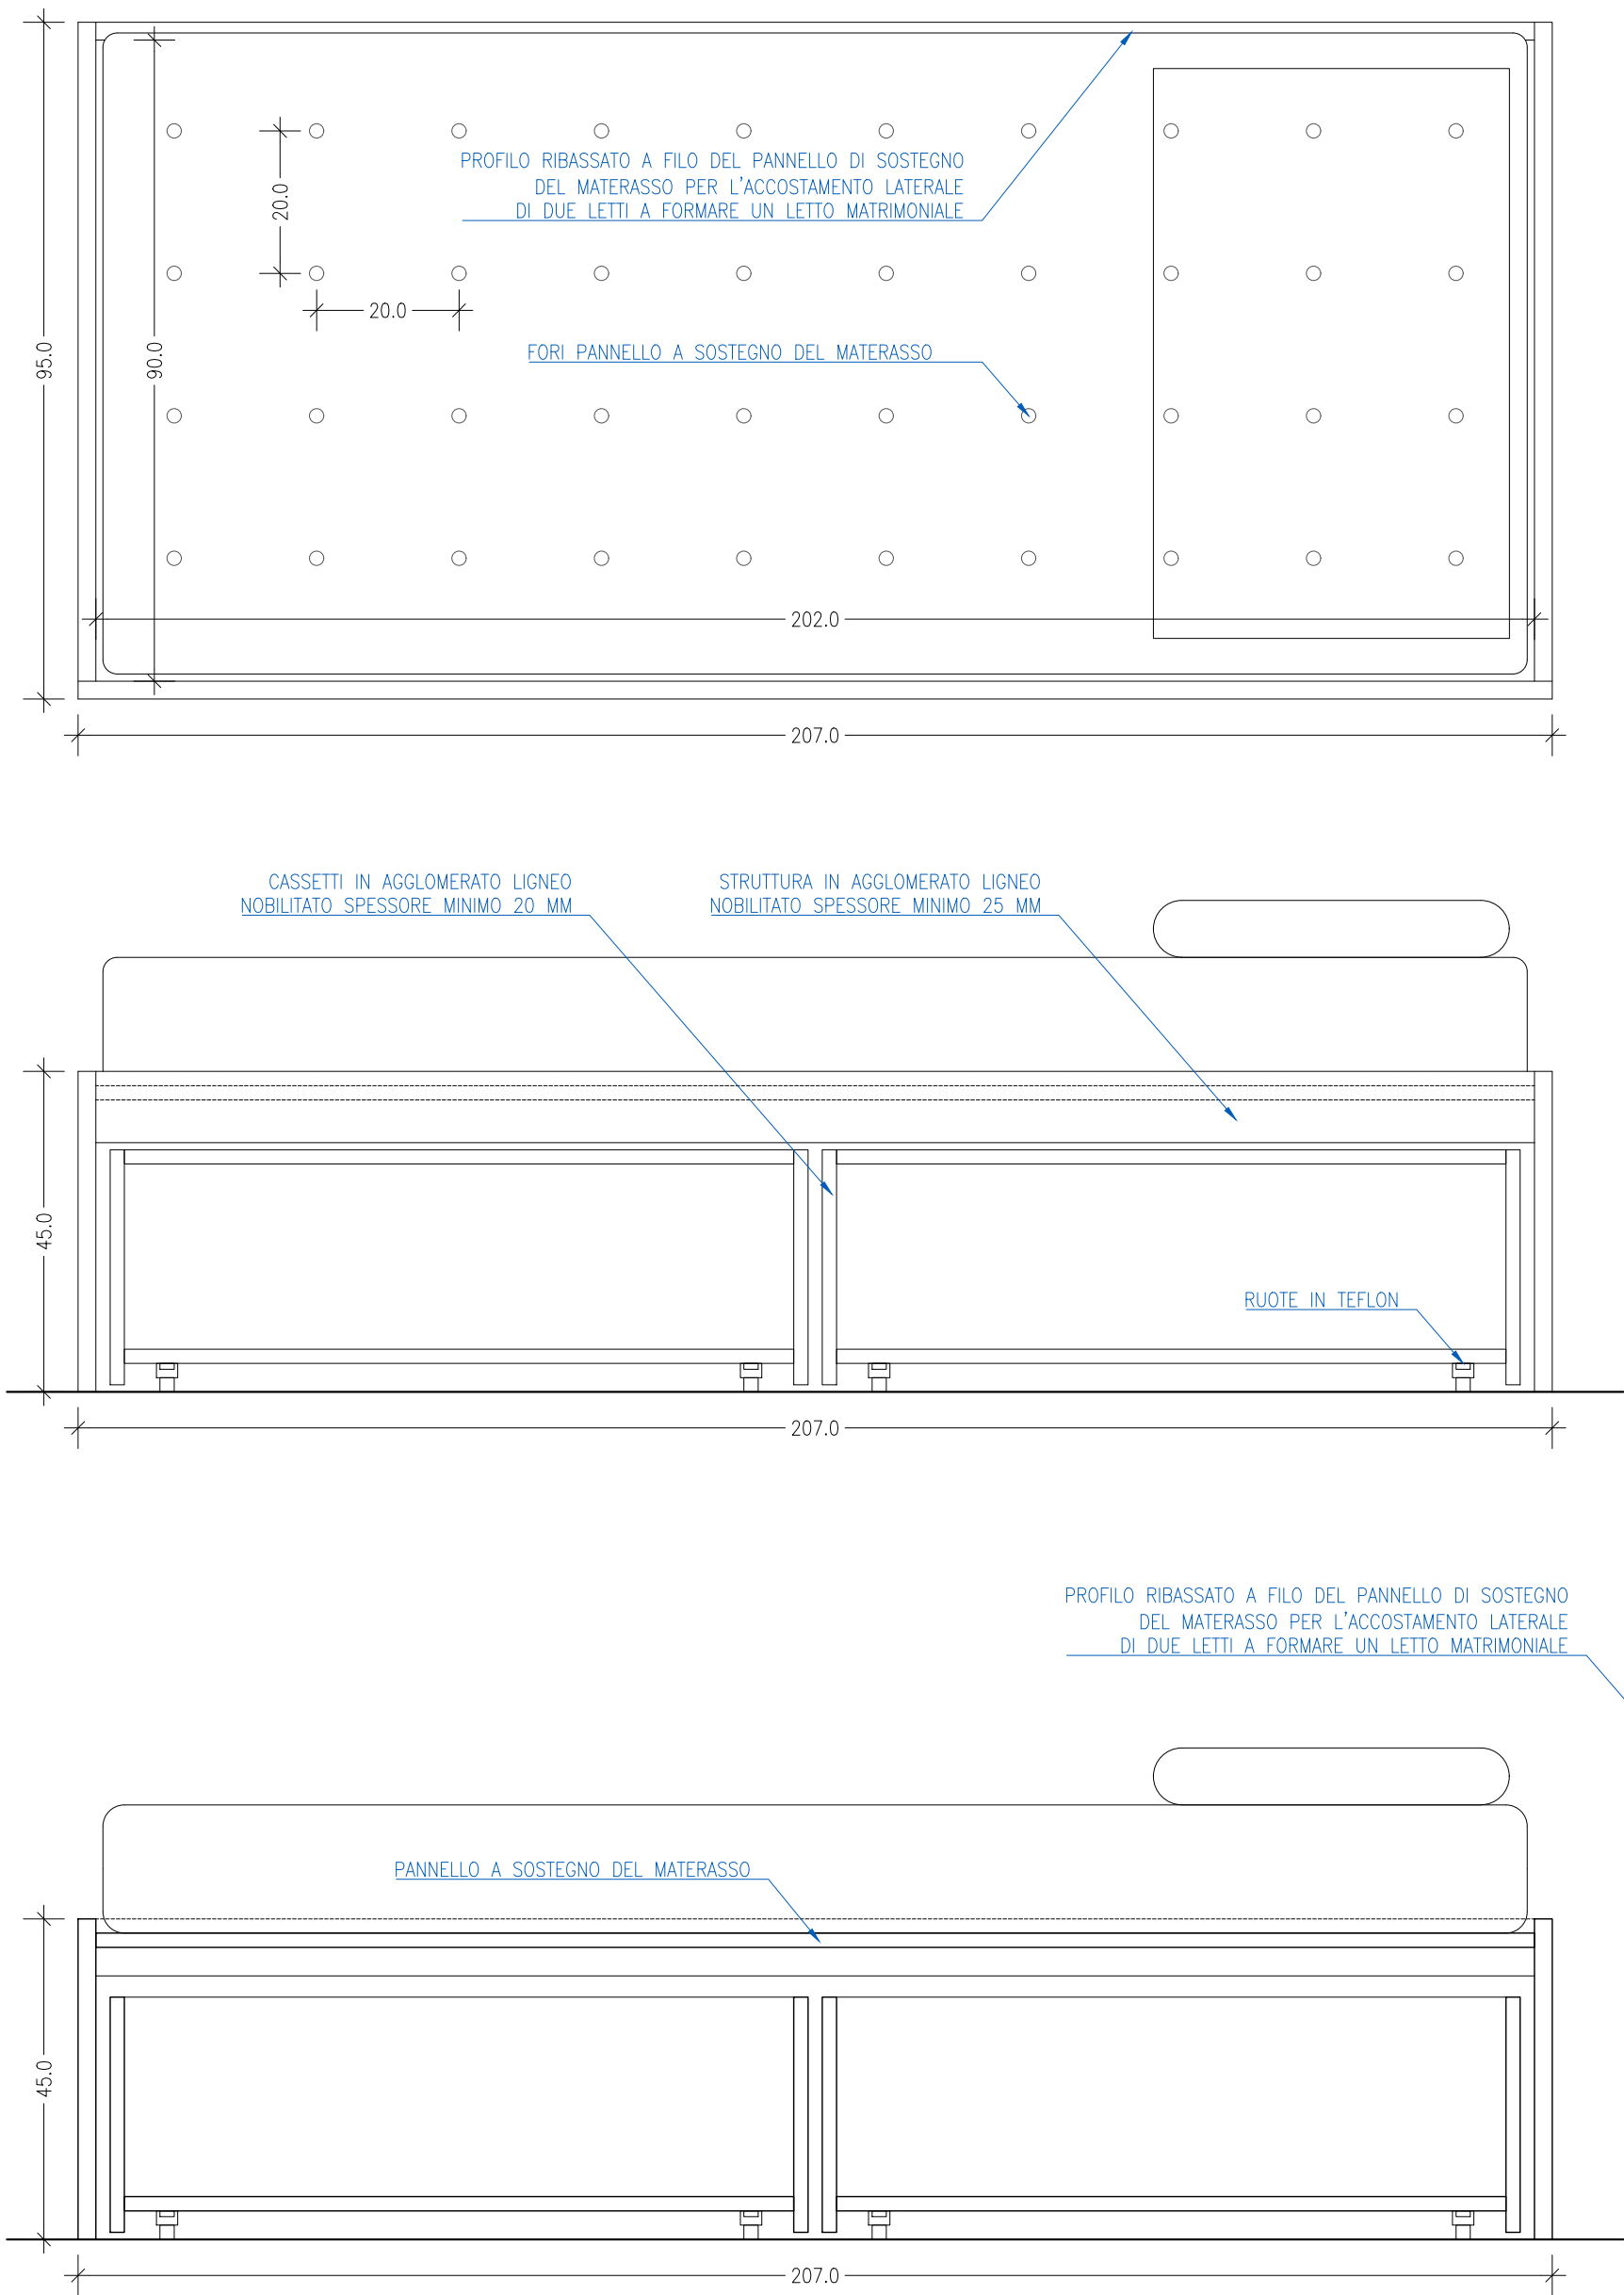 PROFILO RIBASSATO A FILO DEL PANNELLO DI SOSTEGNO
DEL MATERASSO PER L'ACCOSTAMENTO LATERALE
DI DUE LETTI A FORMARE UN LETTO MATRIMONIALE
20.0
20.0
FORI PANNELLO A SOSTEGNO DEL MATERASSO
95.0
90.0
202.0
207.0
CASSETTI IN AGGLOMERATO LIGNEO
NOBILITATO SPESSORE MINIMO 20 MM
STRUTTURA IN AGGLOMERATO LIGNEO
NOBILITATO SPESSORE MINIMO 25 MM
45.0
RUOTE IN TEFLON
207.0
PROFILO RIBASSATO A FILO DEL PANNELLO DI SOSTEGNO
DEL MATERASSO PER L'ACCOSTAMENTO LATERALE
DI DUE LETTI A FORMARE UN LETTO MATRIMONIALE
PANNELLO A SOSTEGNO DEL MATERASSO
45.0
207.0